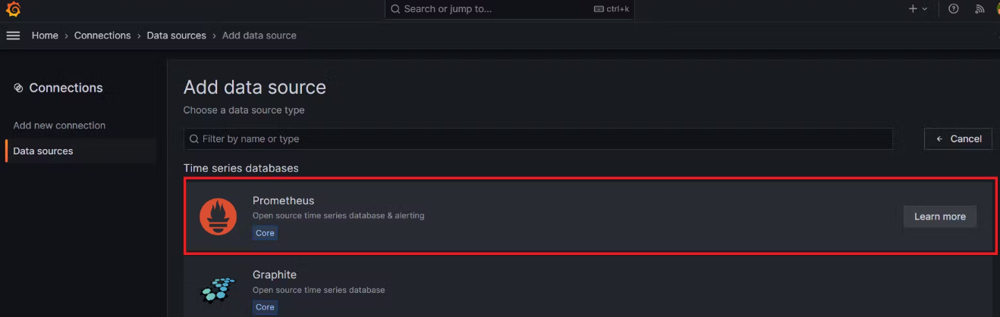 Search or jump to... ctrl+k
Home › Connections › Data sources › Add data source
Connections
Add new connection
Data sources
Add data source
Choose a data source type
Filter by name or type
Cancel
Time series databases
Prometheus
Open source time series database & alerting
Core
Learn more
Graphite
Open source time series database
Core